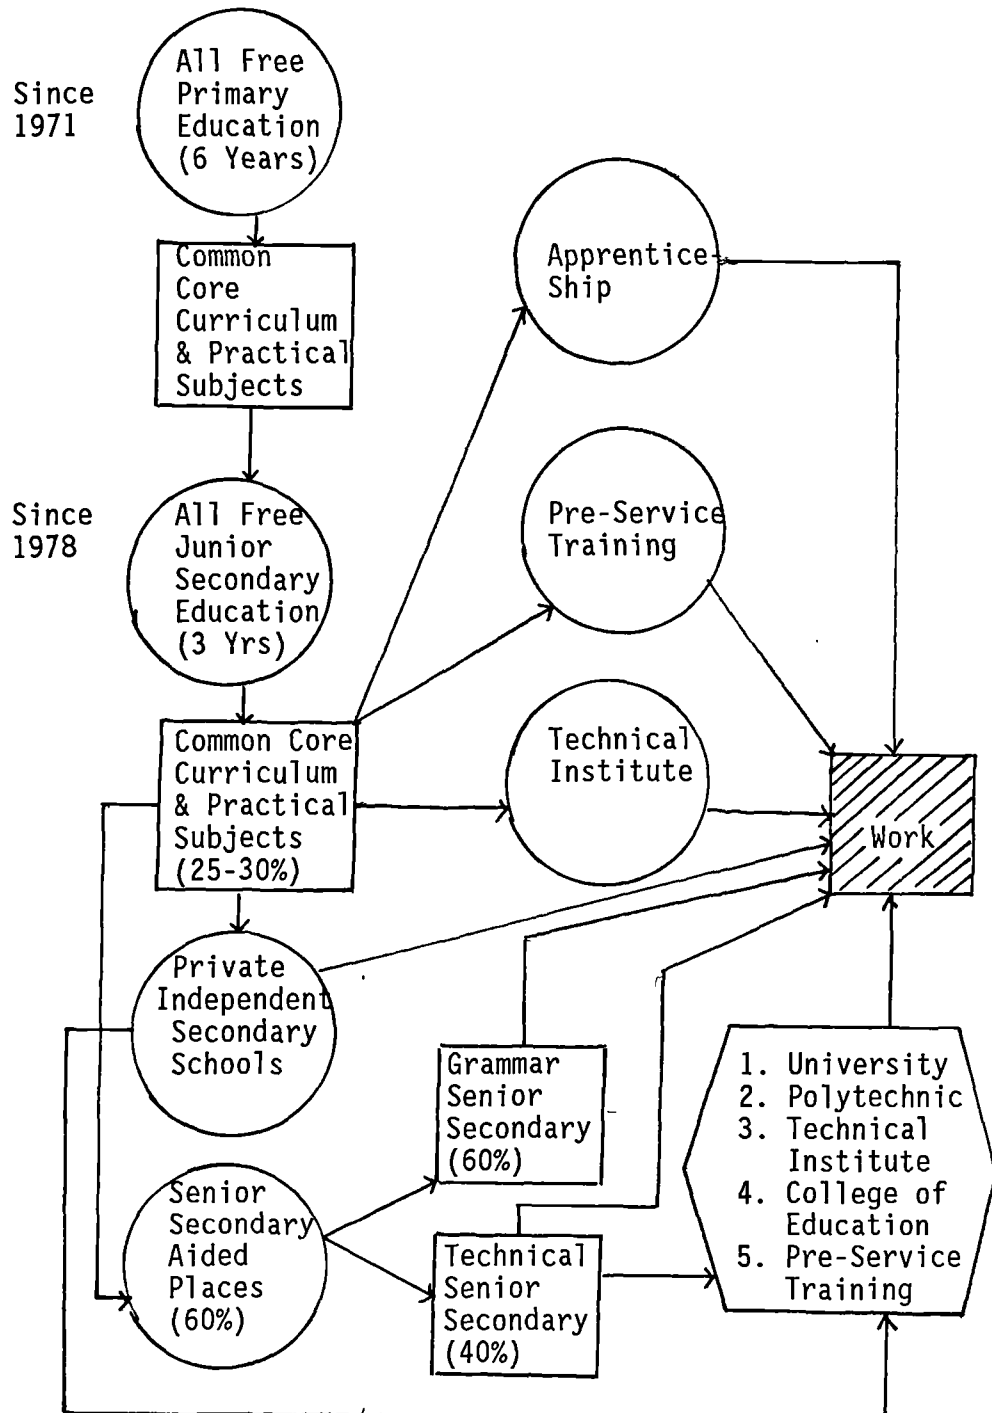 All Free
Primary
Education
(6 Years)
Since
1971
Common
Core
Curriculum
& Practical
Subjects
Apprentice-
Ship
Since
1978
All Free
Junior
Secondary
Education
(3 Yrs)
Pre-Service
Training
Common Core
Curriculum
& Practical
Subjects
(25-30%)
Technical
Institute
Work
Private
Independent
Secondary
Schools
Grammar
Senior
Secondary
(60%)
1. University
2. Polytechnic
3. Technical
Institute
4. College of
Education
5. Pre-Service
Training
Senior
Secondary
Aided
Places
(60%)
Technical
Senior
Secondary
(40%)